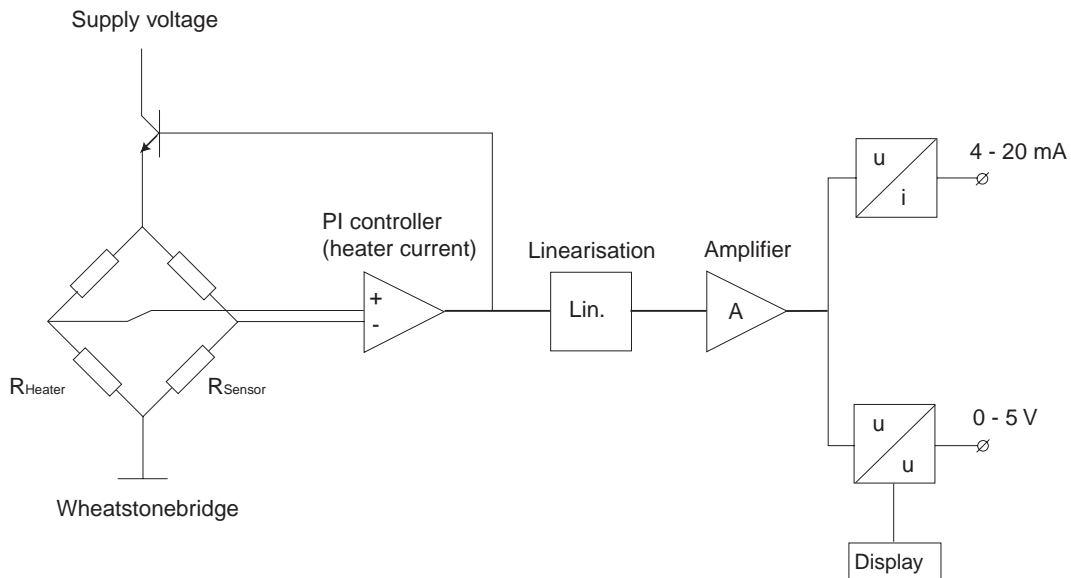 Supply voltage
4 - 20 mA
u
i
PI controller
(heater current)
Linearisation
Amplifier
+
-
Lin.
A
RHeater
RSensor
0 - 5 V
u
u
Wheatstonebridge
Display